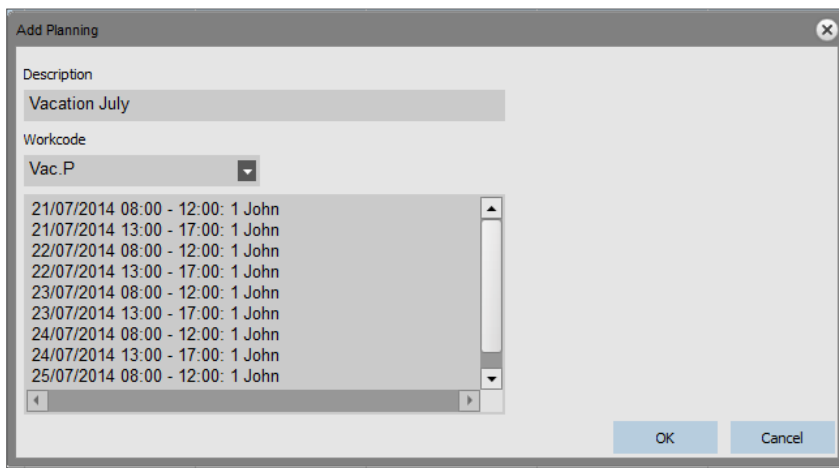 Add Planning
Description
Vacation July
Workcode
Vac.P
21/07/2014 08:00 - 12:00: 1 John
21/07/2014 13:00 - 17:00: 1 John
22/07/2014 08:00 - 12:00: 1 John
22/07/2014 13:00 - 17:00: 1 John
23/07/2014 08:00 - 12:00: 1 John
23/07/2014 13:00 - 17:00: 1 John
24/07/2014 08:00 - 12:00: 1 John
24/07/2014 13:00 - 17:00: 1 John
25/07/2014 08:00 - 12:00: 1 John
OK Cancel